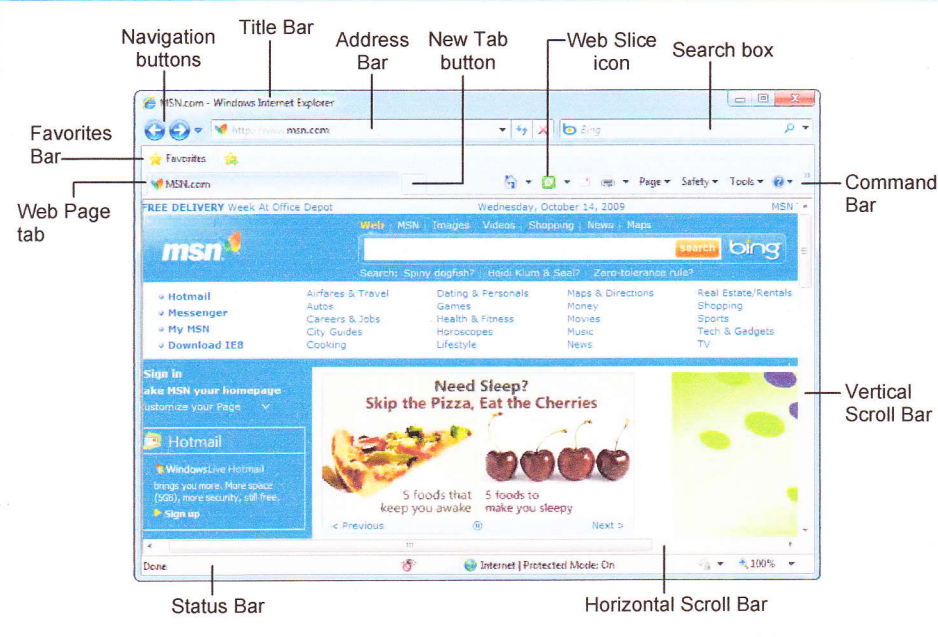 Navigation buttons
Title Bar
Address Bar
New Tab button
Web Slice icon
Search box
MSN.com - Windows Internet Explorer
http://www.msn.com
Bing
Favorites Bar
Favorites
MSN.com
Page Safety Tools
Command Bar
Web Page tab
FREE DELIVERY Week At Office Depot
Wednesday, October 14, 2009
MSN
Web MSN Images Videos Shopping News Maps
msn
search
bing
Search: Spiny dogfish? Heidi Klum & Seal? Zero-tolerance rule?
Hotmail
Messenger
My MSN
Download IE8
Airfares & Travel
Autos
Careers & Jobs
City Guides
Cooking
Dating & Personals
Games
Health & Fitness
Horoscopes
Lifestyle
Maps & Directions
Money
Movies
Music
News
Real Estate/Rentals
Shopping
Sports
Tech & Gadgets
TV
Sign in
ake MSN your homepage
ustomize your Page
Need Sleep?
Skip the Pizza, Eat the Cherries
Vertical Scroll Bar
Hotmail
WindowsLive Hotmail
brings you more. More space
(5GB), more security, still free.
Sign up
5 foods that
keep you awake
5 foods to
make you sleepy
< Previous
Next >
Done
Internet | Protected Mode: On
100%
Status Bar
Horizontal Scroll Bar